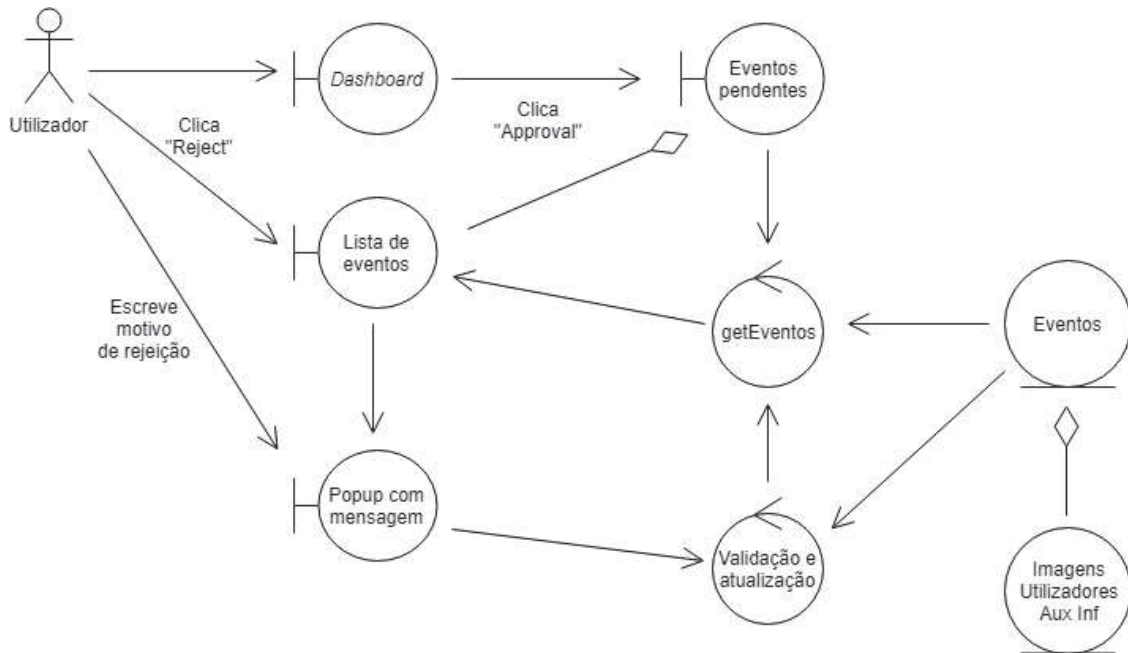 Utilizador
Dashboard
Clica
"Approval"
Eventos
pendentes
Clica
"Reject"
Lista de
eventos
getEventos
Eventos
Escreve
motivo
de rejeição
Popup com
mensagem
Validação e
atualização
Imagens
Utilizadores
Aux Inf